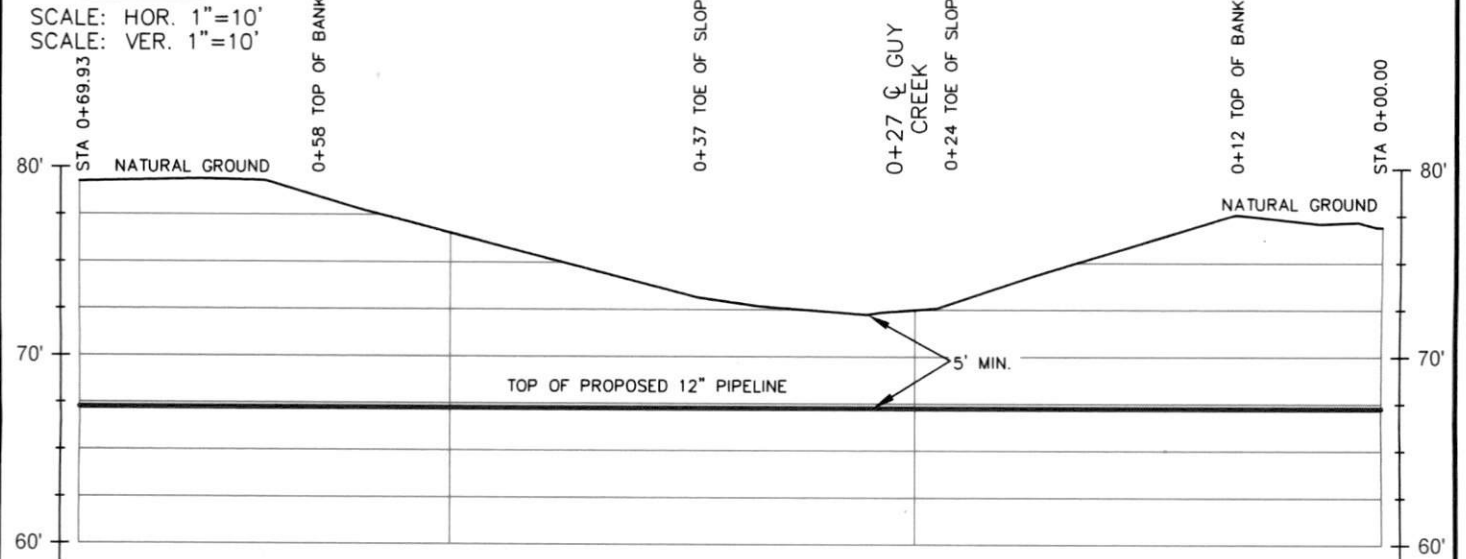 SCALE: HOR. 1"=10'
SCALE: VER. 1"=10'
STA 0+69.93
0+58 TOP OF BANK
0+37 TOE OF SLOP
0+27 ℄ GUY
CREEK
0+24 TOE OF SLOP
0+12 TOP OF BANK
STA 0+00.00
80'
NATURAL GROUND
80'
NATURAL GROUND
70'
5' MIN.
70'
TOP OF PROPOSED 12" PIPELINE
60'
60'